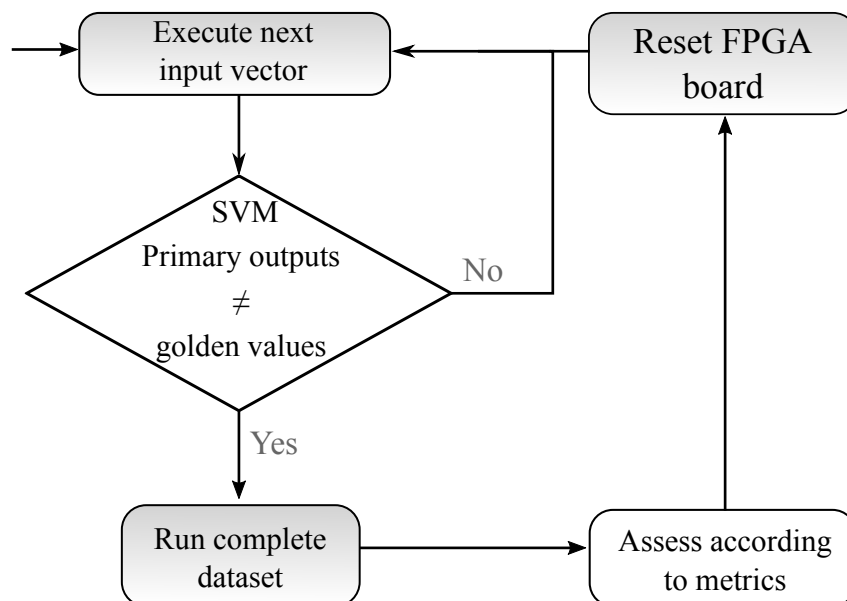 Execute next
input vector
Reset FPGA
board
SVM
Primary outputs
≠
golden values
No
Yes
Run complete
dataset
Assess according
to metrics